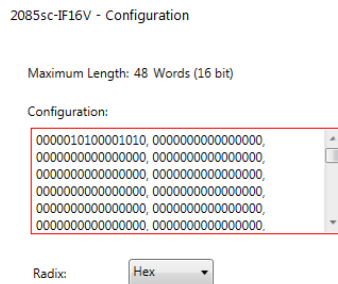 2085sc-IF16V - Configuration
Maximum Length: 48 Words (16 bit)
Configuration:
0000010100001010, 0000000000000000,
0000000000000000, 0000000000000000,
0000000000000000, 0000000000000000,
0000000000000000, 0000000000000000,
0000000000000000, 0000000000000000,
0000000000000000, 0000000000000000,
Radix: Hex